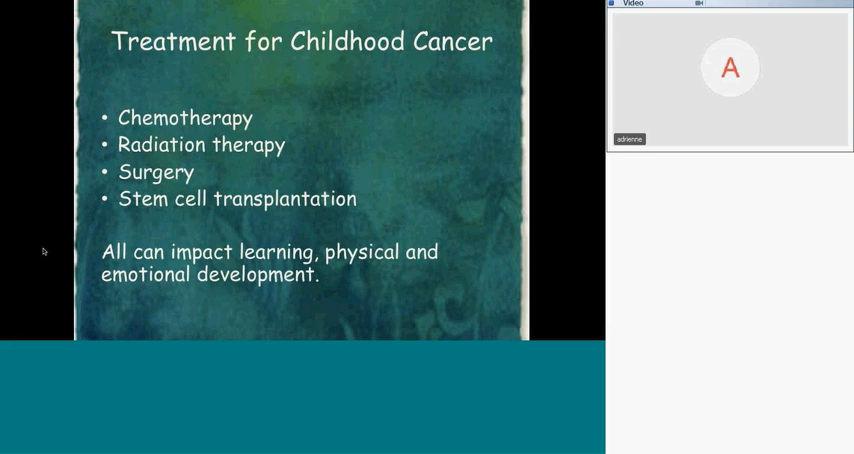 Treatment for Childhood Cancer
• Chemotherapy
• Radiation therapy
• Surgery
• Stem cell transplantation
All can impact learning, physical and
emotional development.
Video
A
adrienne